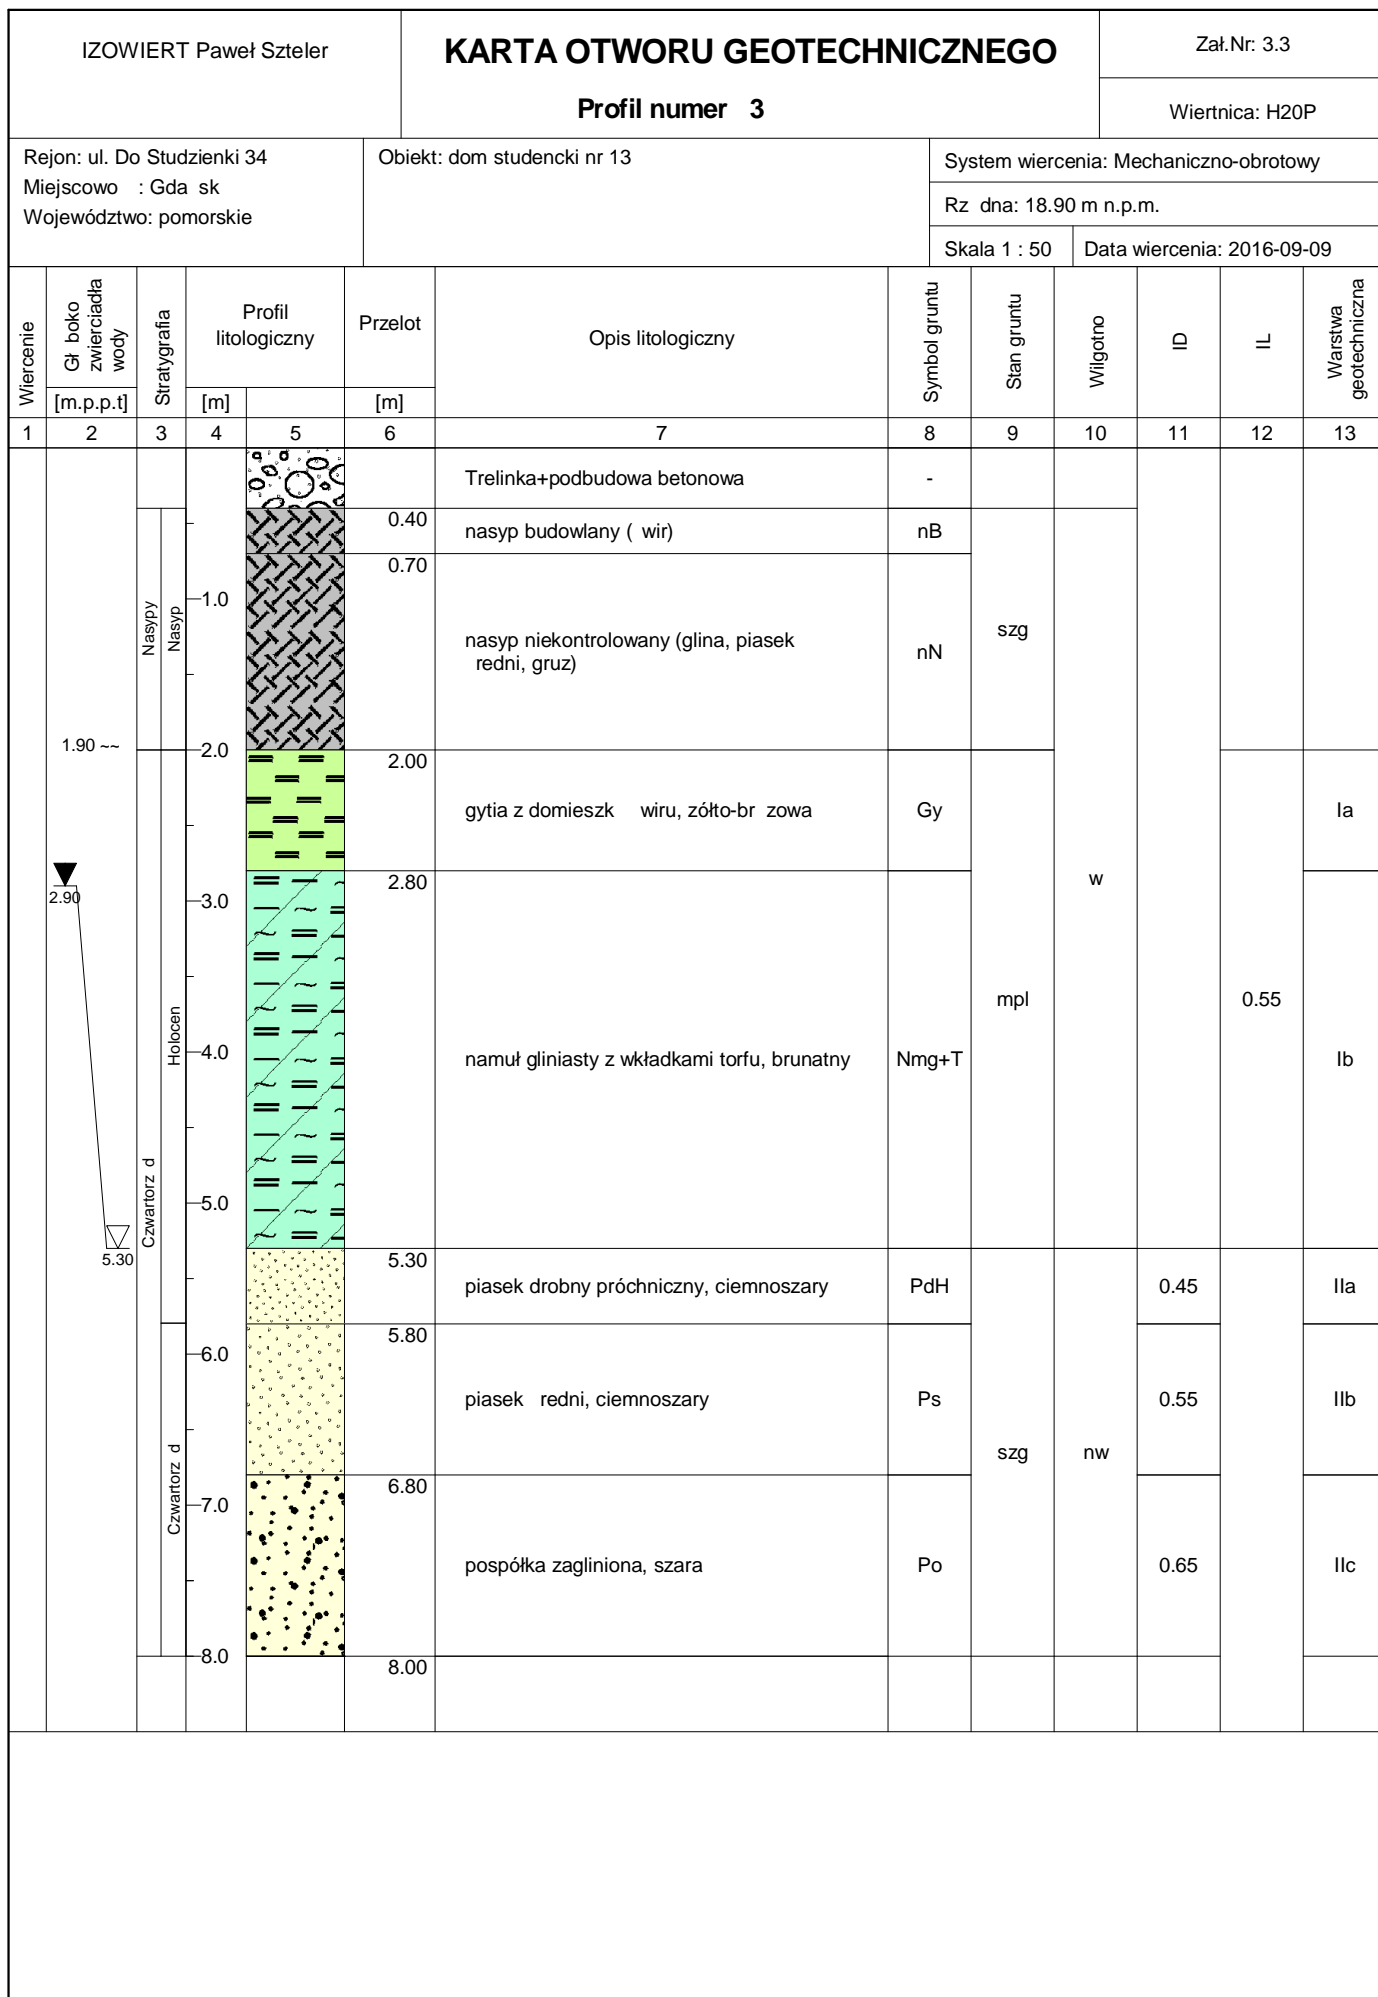 IZOWIERT Paweł Szteler
KARTA OTWORU GEOTECHNICZNEGO
Profil numer 3
Zał.Nr: 3.3
Wiertnica: H20P
Rejon: ul. Do Studzienki 34
Miejscowo : Gda sk
Województwo: pomorskie
Obiekt: dom studencki nr 13
System wiercenia: Mechaniczno-obrotowy
Rz dna: 18.90 m n.p.m.
Skala 1 : 50
Data wiercenia: 2016-09-09
Wiercenie
Gł boko
zwierciadła
wody
[m.p.p.t]
Stratygrafia
Profil
litologiczny
[m]
Przelot
[m]
Opis litologiczny
Symbol gruntu
Stan gruntu
Wilgotno
ID
IL
Warstwa
geotechniczna
1 2 3 4 5 6 7 8 9 10 11 12 13
Trelinka+podbudowa betonowa -
0.40 nasyp budowlany ( wir) nB
0.70
Nasypy
Nasyp
1.0
nasyp niekontrolowany (glina, piasek
redni, gruz)
nN
szg
1.90 ~~
2.0
2.00
gytia z domieszk wiru, zółto-br zowa Gy Ia
2.80
2.90
3.0
w
mpl
0.55
Holocen
4.0
namuł gliniasty z wkładkami torfu, brunatny Nmg+T Ib
Czwartorz d
5.0
5.30
5.30
piasek drobny próchniczny, ciemnoszary PdH 0.45 IIa
5.80
6.0
piasek redni, ciemnoszary Ps 0.55 IIb
szg nw
Czwartorz d
6.80
7.0
pospółka zagliniona, szara Po 0.65 IIc
8.0
8.00